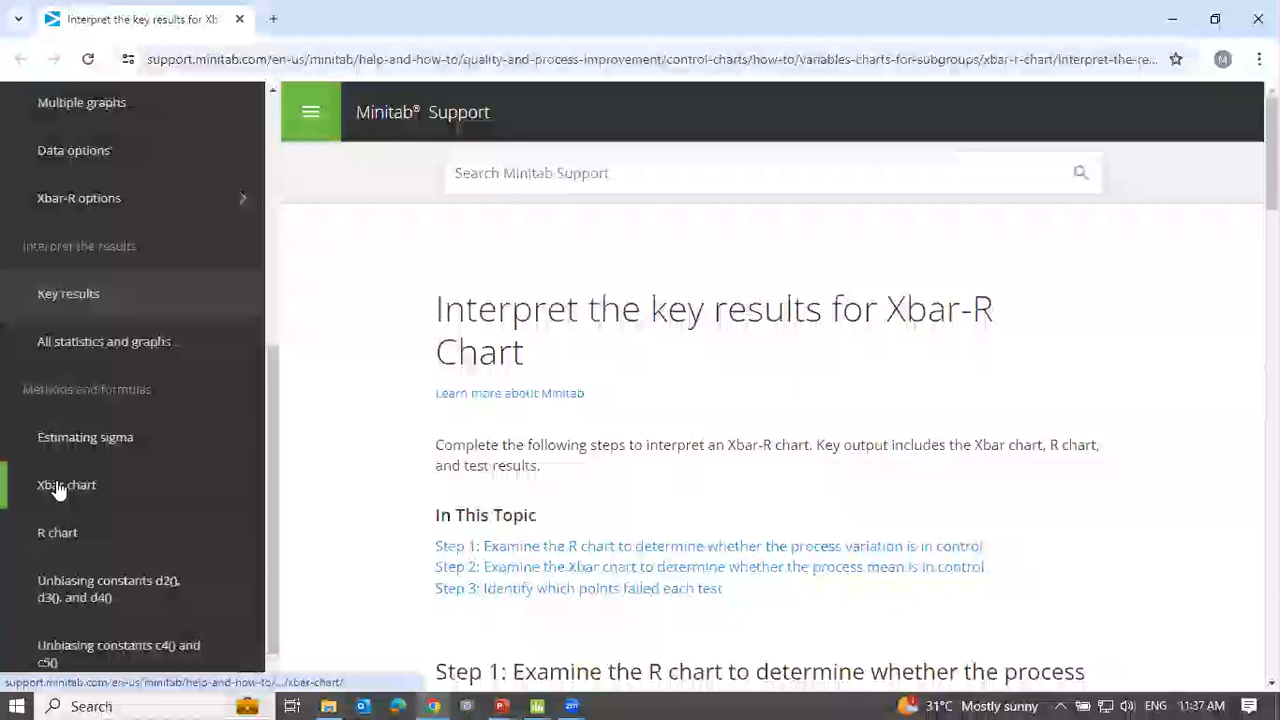 Interpret the key results for Xb
support.minitab.com/en-us/minitab/help-and-how-to/quality-and-process-improvement/control-charts/how-to/variables-charts-for-subgroups/xbar-r-chart/interpret-the-re...
M
Multiple graphs
Data options
Xbar-R options
Interpret the results
Key results
All statistics and graphs
Methods and formulas
Estimating sigma
Xbar chart
R chart
Unbiasing constants d2(),
d3(), and d4()
Unbiasing constants c4() and
c5()
Minitab® Support
Search Minitab Support
Interpret the key results for Xbar-R
Chart
Learn more about Minitab
Complete the following steps to interpret an Xbar-R chart. Key output includes the Xbar chart, R chart,
and test results.
In This Topic
Step 1: Examine the R chart to determine whether the process variation is in control
Step 2: Examine the Xbar chart to determine whether the process mean is in control
Step 3: Identify which points failed each test
Step 1: Examine the R chart to determine whether the process
support.minitab.com/en-us/minitab/help-and-how-to/.../xbar-chart/
Search
31°C Mostly sunny
ENG
11:37 AM